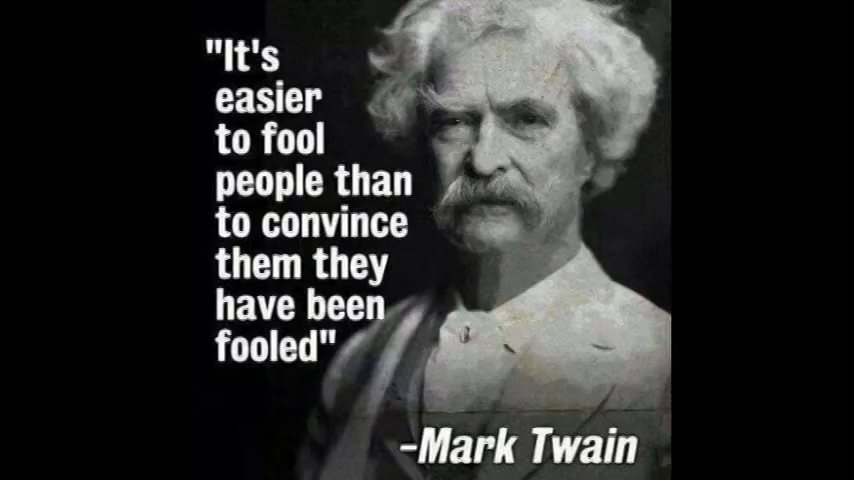 "It's
easier
to fool
people than
to convince
them they
have been
fooled"
-Mark Twain